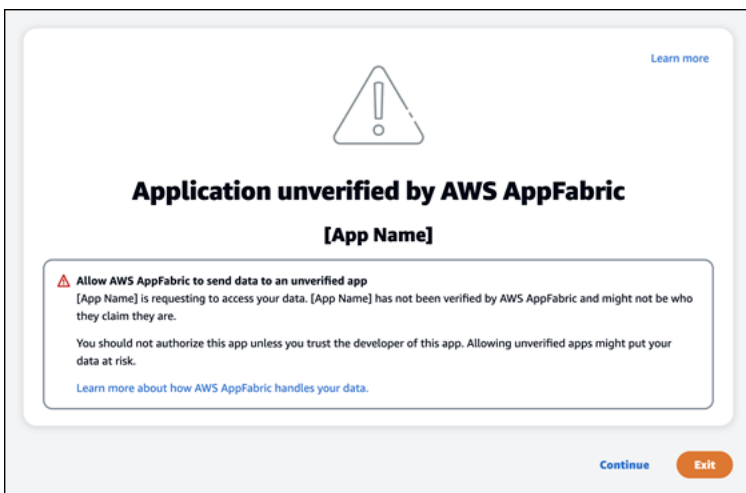 Learn more
Application unverified by AWS AppFabric
[App Name]
Allow AWS AppFabric to send data to an unverified app
[App Name] is requesting to access your data. [App Name] has not been verified by AWS AppFabric and might not be who
they claim they are.
You should not authorize this app unless you trust the developer of this app. Allowing unverified apps might put your
data at risk.
Learn more about how AWS AppFabric handles your data.
Continue
Exit